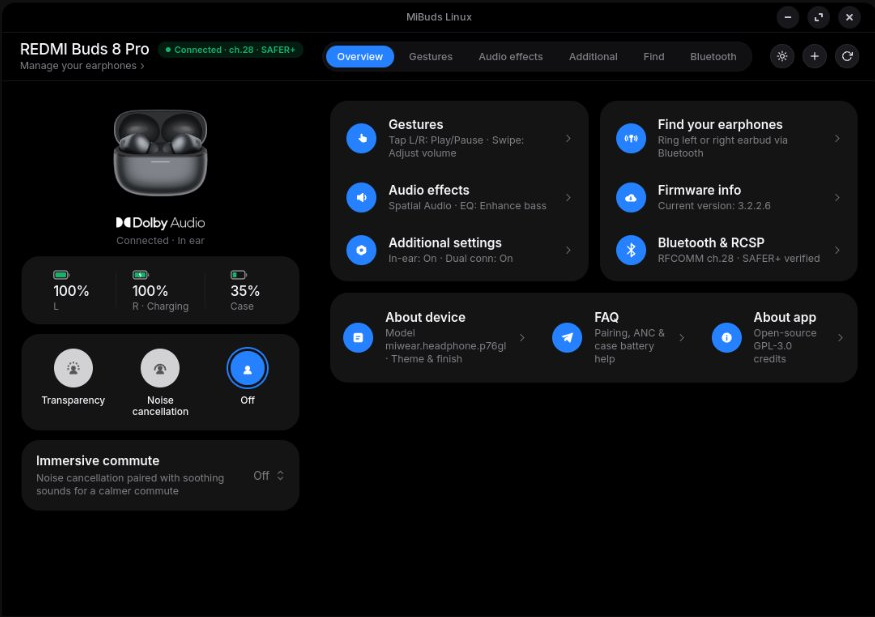 MiBuds Linux
REDMI Buds 8 Pro
Connected · ch.28 · SAFER+
Manage your earphones ›
Overview
Gestures
Audio effects
Additional
Find
Bluetooth
Dolby Audio
Connected · In ear
100%
L
100%
R · Charging
35%
Case
Transparency
Noise
cancellation
Off
Immersive commute
Noise cancellation paired with soothing
sounds for a calmer commute
Off
Gestures
Tap L/R: Play/Pause · Swipe:
Adjust volume
Audio effects
Spatial Audio · EQ: Enhance bass
Additional settings
In-ear: On · Dual conn: On
Find your earphones
Ring left or right earbud via
Bluetooth
Firmware info
Current version: 3.2.2.6
Bluetooth & RCSP
RFCOMM ch.28 · SAFER+ verified
About device
Model
miwear.headphone.p76gl
· Theme & finish
FAQ
Pairing, ANC &
case battery
help
About app
Open-source
GPL-3.0
credits